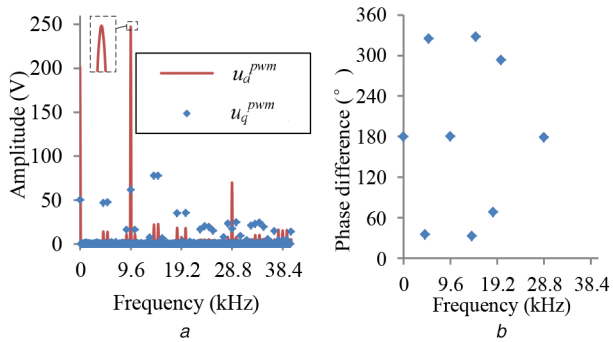 250
200
150
100
50
0
Amplitude (V)
u_d^pwm
u_q^pwm
0 9.6 19.2 28.8 38.4
Frequency (kHz)
a
360
300
240
180
120
60
0
Phase difference (°)
0 9.6 19.2 28.8 38.4
Frequency (kHz)
b